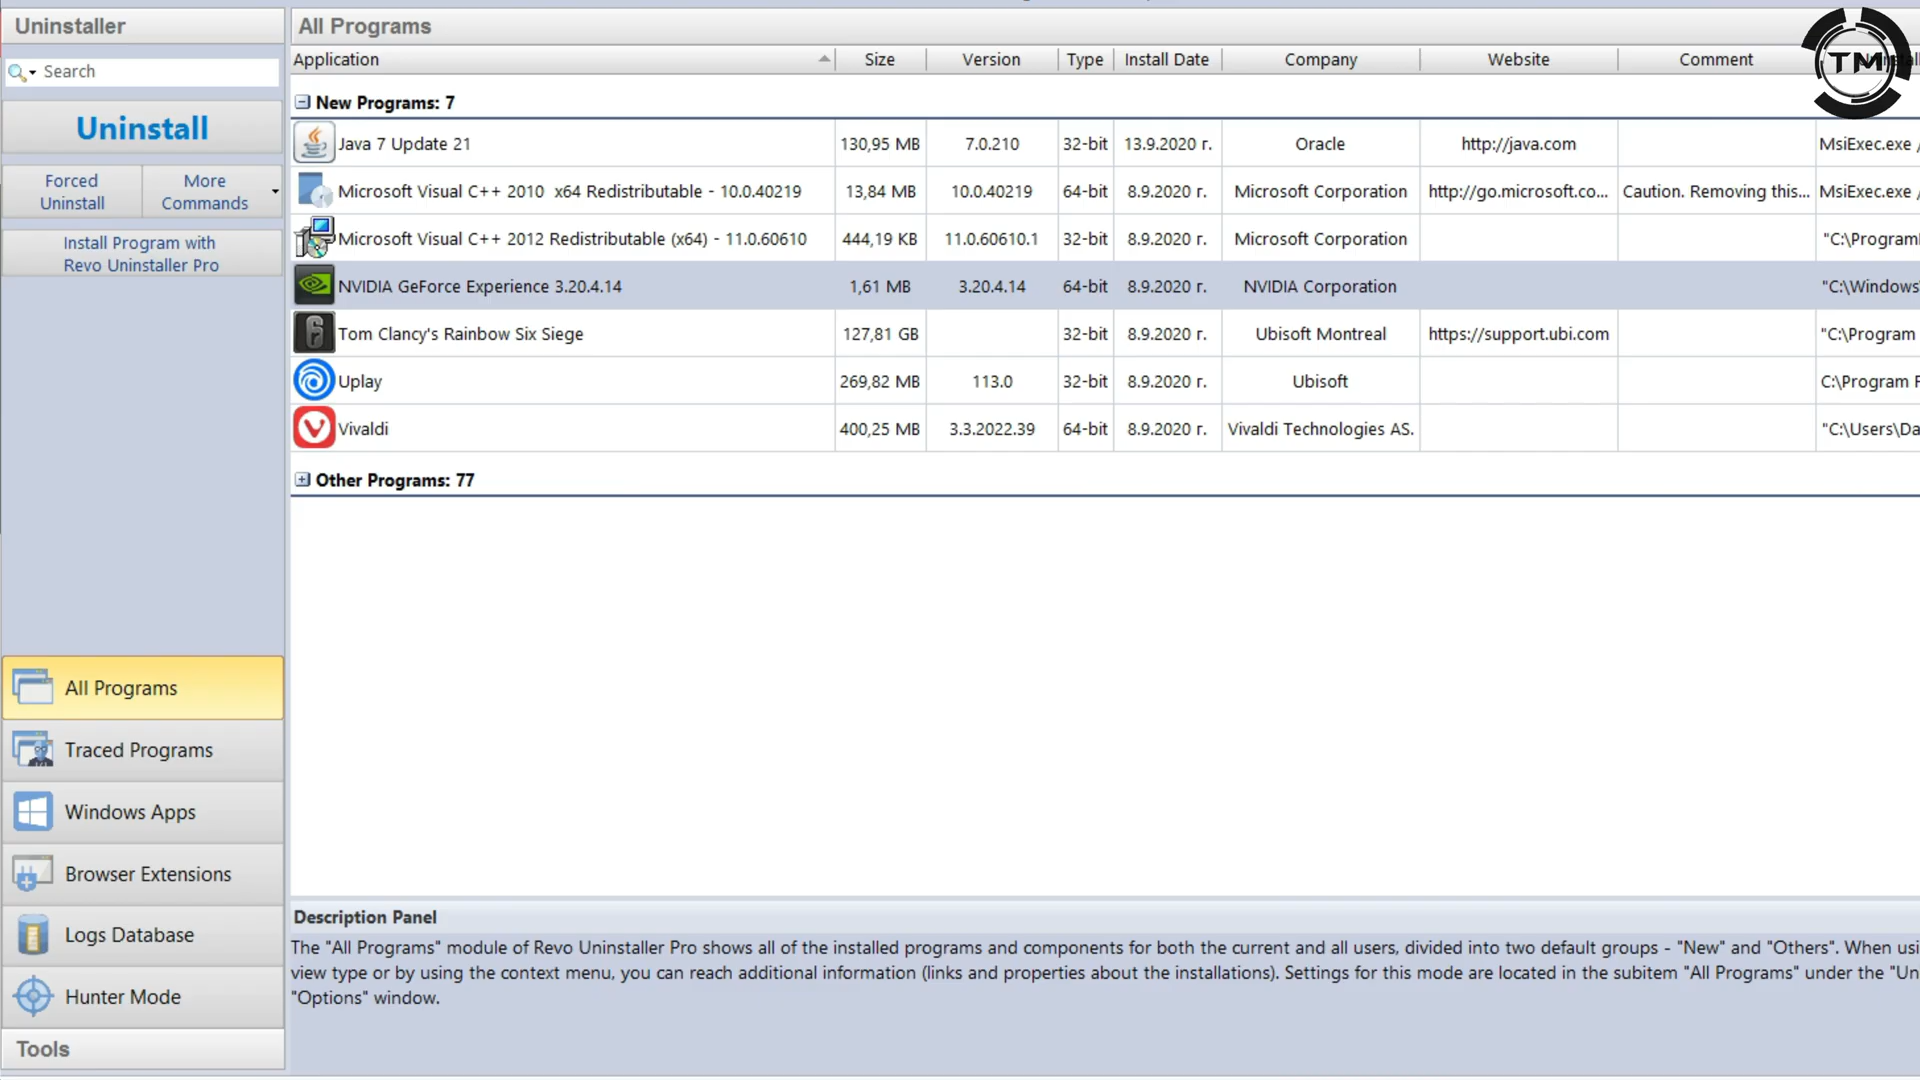 Uninstaller
All Programs
Application Size Version Type Install Date Company Website Comment
Search
TM
New Programs: 7
Uninstall
Java 7 Update 21 130,95 MB 7.0.210 32-bit 13.9.2020 г. Oracle http://java.com MsiExec.exe /
Forced Uninstall
More Commands
Microsoft Visual C++ 2010  x64 Redistributable - 10.0.40219 13,84 MB 10.0.40219 64-bit 8.9.2020 г. Microsoft Corporation http://go.microsoft.co... Caution. Removing this... MsiExec.exe /
Install Program with
Revo Uninstaller Pro
Microsoft Visual C++ 2012 Redistributable (x64) - 11.0.60610 444,19 KB 11.0.60610.1 32-bit 8.9.2020 г. Microsoft Corporation "C:\Program
NVIDIA GeForce Experience 3.20.4.14 1,61 MB 3.20.4.14 64-bit 8.9.2020 г. NVIDIA Corporation "C:\Windows
Tom Clancy's Rainbow Six Siege 127,81 GB 32-bit 8.9.2020 г. Ubisoft Montreal https://support.ubi.com "C:\Program
Uplay 269,82 MB 113.0 32-bit 8.9.2020 г. Ubisoft C:\Program F
Vivaldi 400,25 MB 3.3.2022.39 64-bit 8.9.2020 г. Vivaldi Technologies AS. "C:\Users\Da
Other Programs: 77
All Programs
Traced Programs
Windows Apps
Browser Extensions
Logs Database
Hunter Mode
Tools
Description Panel
The "All Programs" module of Revo Uninstaller Pro shows all of the installed programs and components for both the current and all users, divided into two default groups - "New" and "Others". When usi
view type or by using the context menu, you can reach additional information (links and properties about the installations). Settings for this mode are located in the subitem "All Programs" under the "Un
"Options" window.